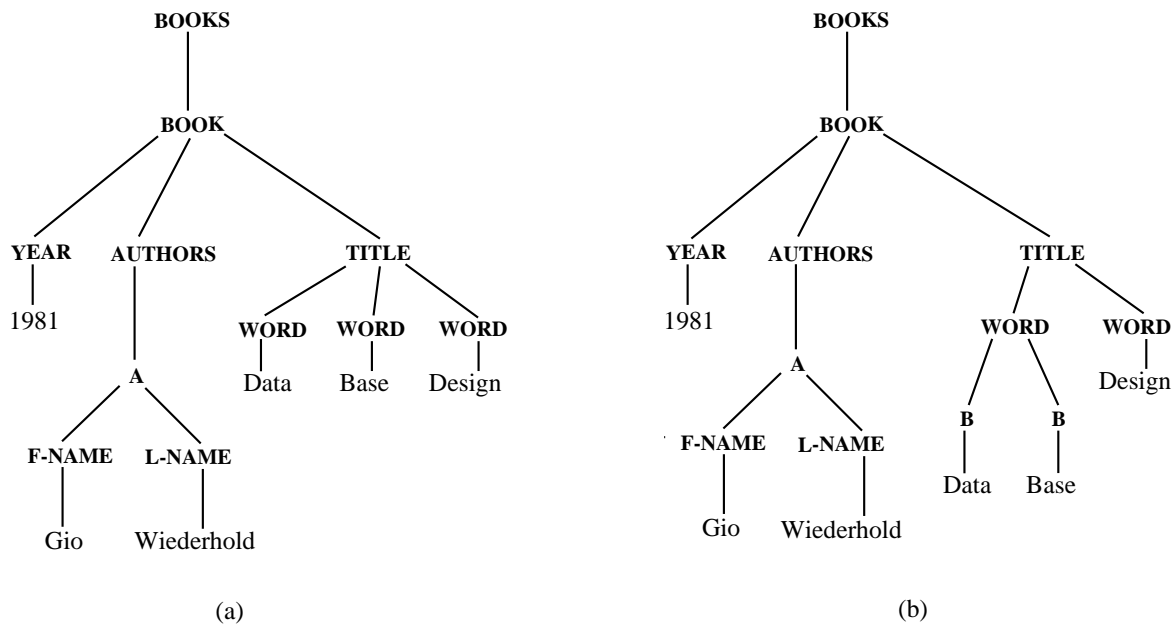 BOOKS
BOOK
YEAR AUTHORS TITLE
1981 WORD WORD WORD
Data Base Design
A
F-NAME L-NAME
Gio Wiederhold
(a)
BOOKS
BOOK
YEAR AUTHORS TITLE
1981 WORD WORD
Design
A
B B
F-NAME L-NAME
Data Base
Gio Wiederhold
(b)